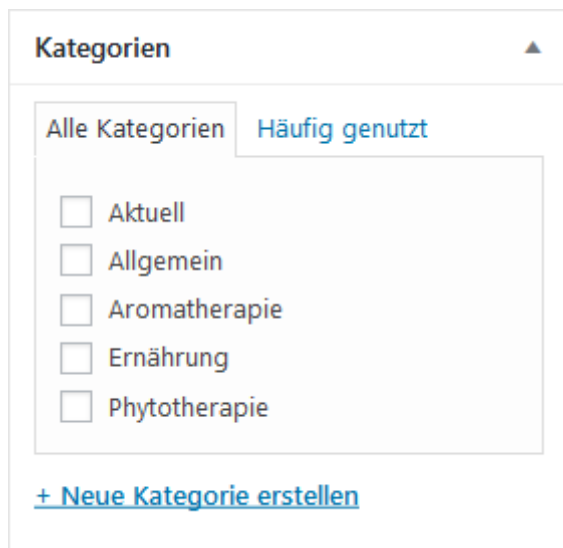 Kategorien
Alle Kategorien Häufig genutzt
Aktuell
Allgemein
Aromatherapie
Ernährung
Phytotherapie
+ Neue Kategorie erstellen